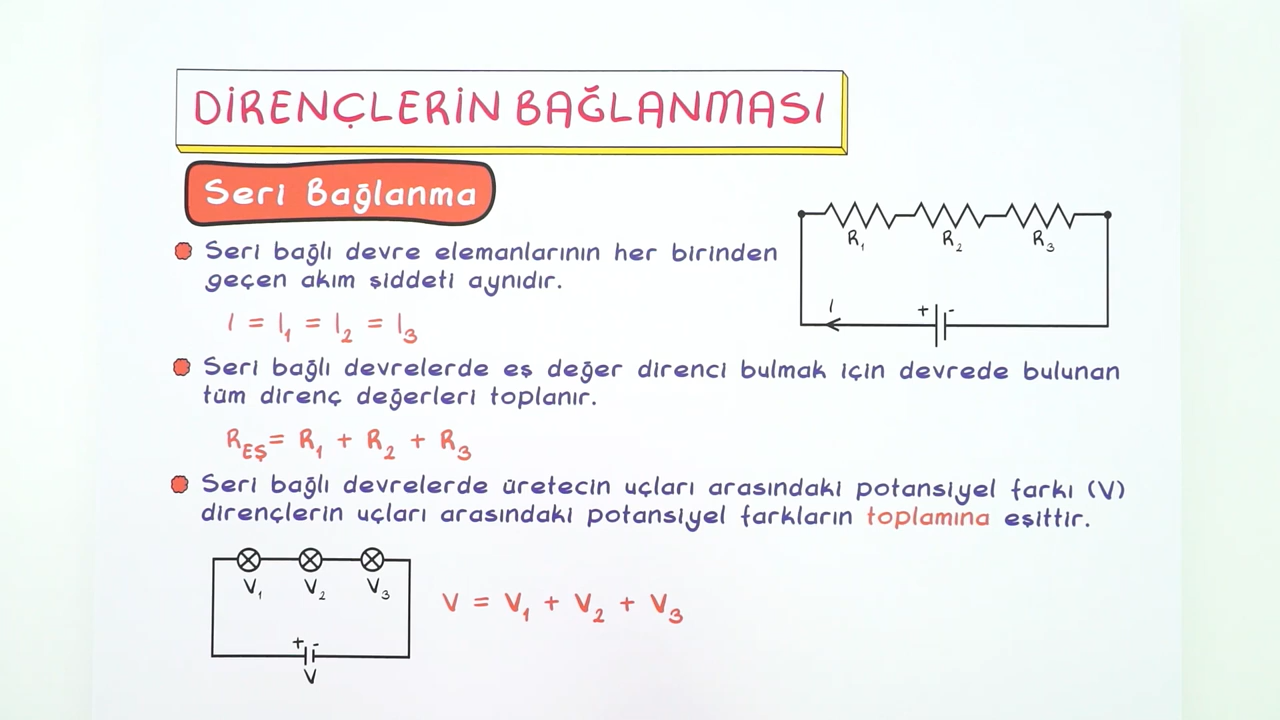 DİRENÇLERİN BAĞLANMASI
Seri Bağlanma
Seri bağlı devre elemanlarının her birinden
geçen akım şiddeti aynıdır.
I = I₁ = I₂ = I₃
R₁ R₂ R₃
I + -
Seri bağlı devrelerde eş değer direnci bulmak için devrede bulunan
tüm direnç değerleri toplanır.
R_EŞ = R₁ + R₂ + R₃
Seri bağlı devrelerde üretecin uçları arasındaki potansiyel farkı (V)
dirençlerin uçları arasındaki potansiyel farkların toplamına eşittir.
V₁ V₂ V₃
V = V₁ + V₂ + V₃
+ -
V